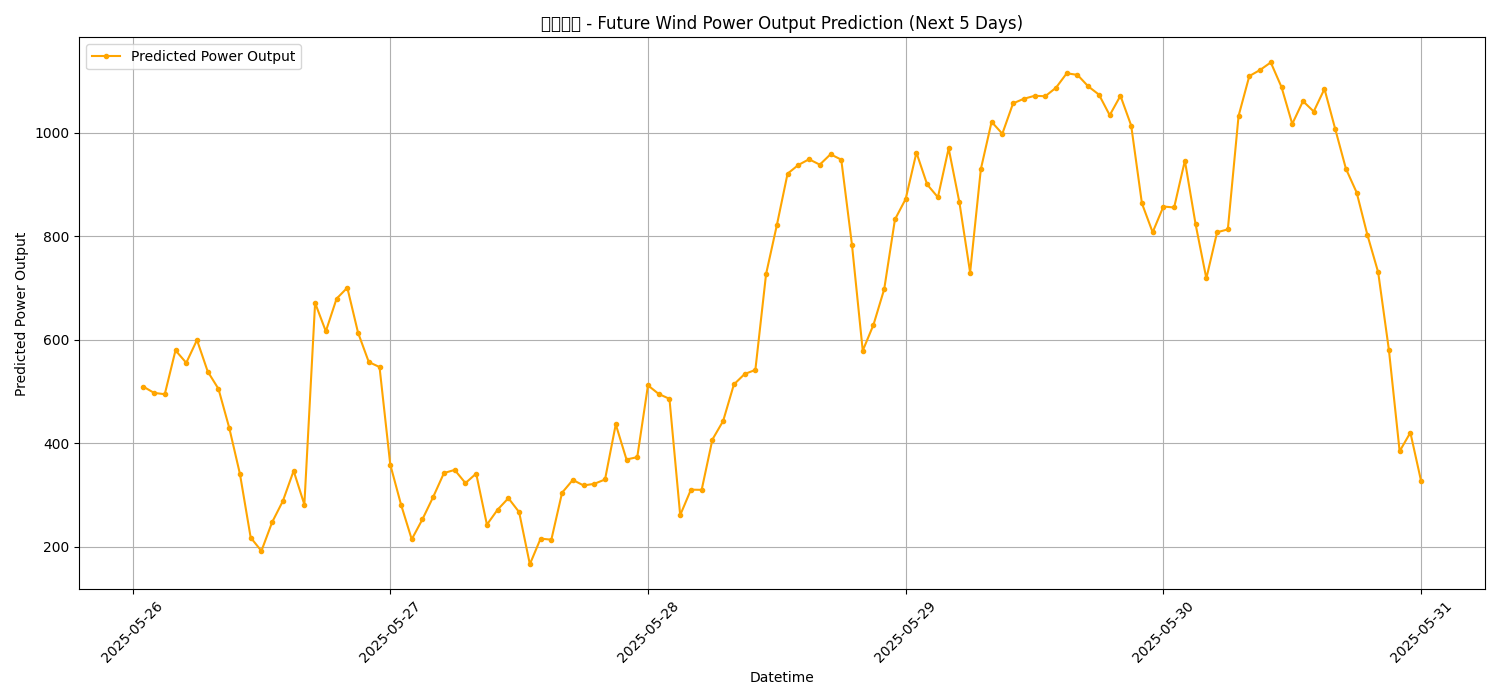 - Future Wind Power Output Prediction (Next 5 Days)
Predicted Power Output
Predicted Power Output
1000
800
600
400
200
2025-05-26
2025-05-27
2025-05-28
2025-05-29
2025-05-30
2025-05-31
Datetime